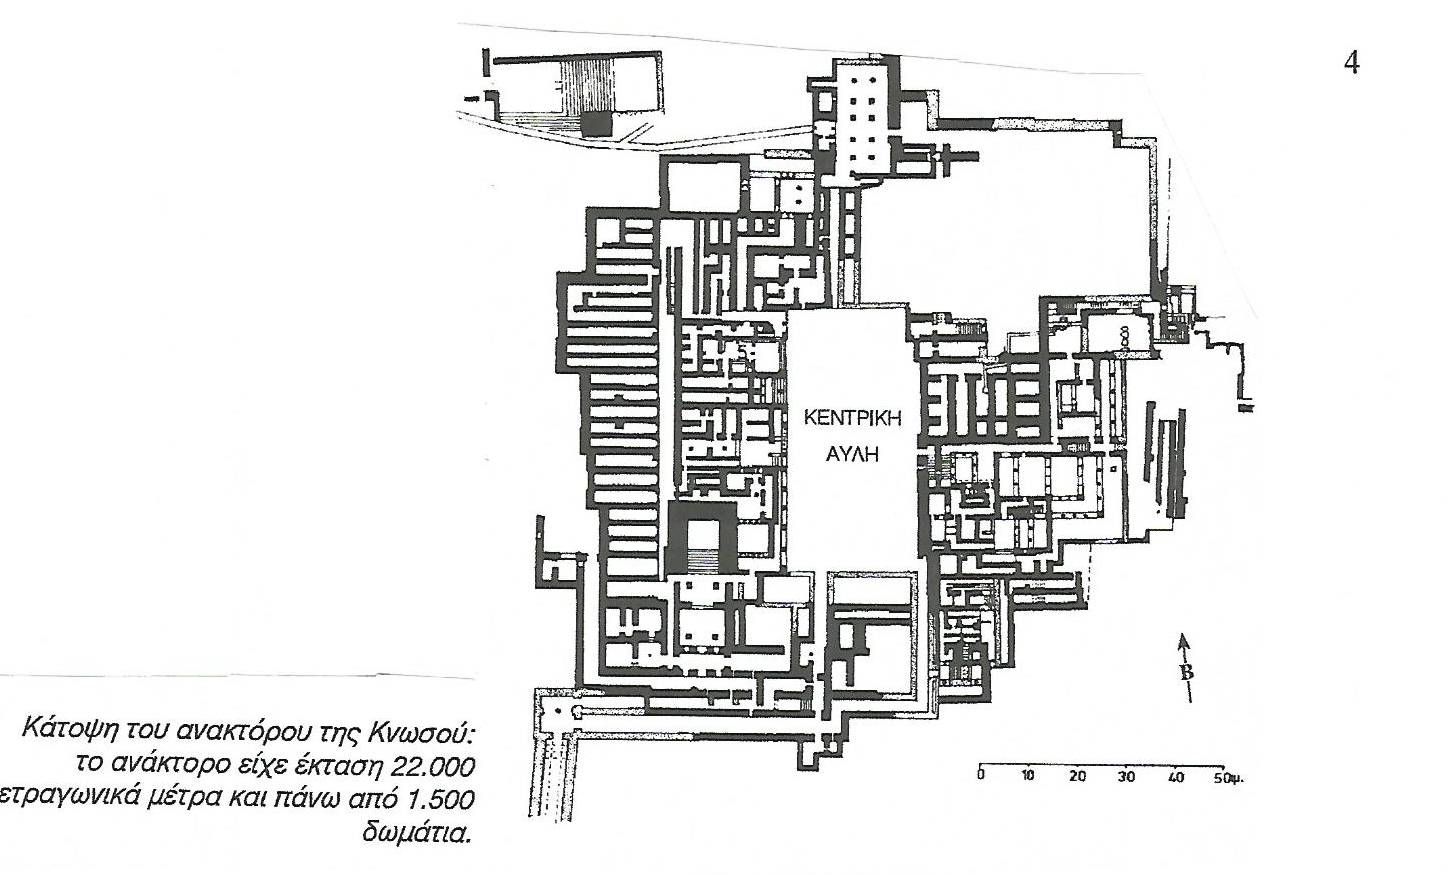 4
ΚΕΝΤΡΙΚΗ
ΑΥΛΗ
Β
Κάτοψη του ανακτόρου της Κνωσού:
το ανάκτορο είχε έκταση 22.000
ετραγωνικά μέτρα και πάνω από 1.500
δωμάτια.
0 10 20 30 40 50μ.